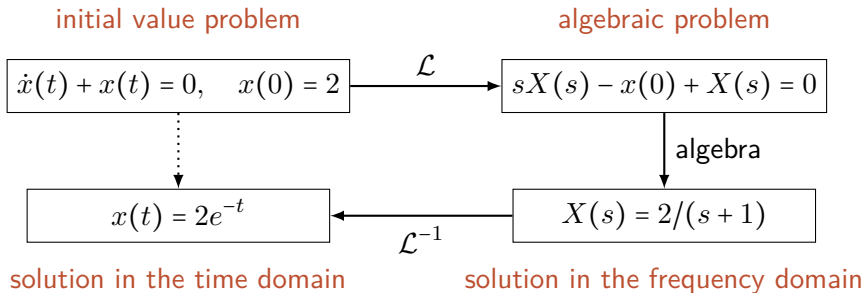 initial value problem
algebraic problem
ẋ(t) + x(t) = 0, x(0) = 2
ℒ
sX(s) − x(0) + X(s) = 0
algebra
x(t) = 2e⁻ᵗ
ℒ⁻¹
X(s) = 2/(s + 1)
solution in the time domain
solution in the frequency domain